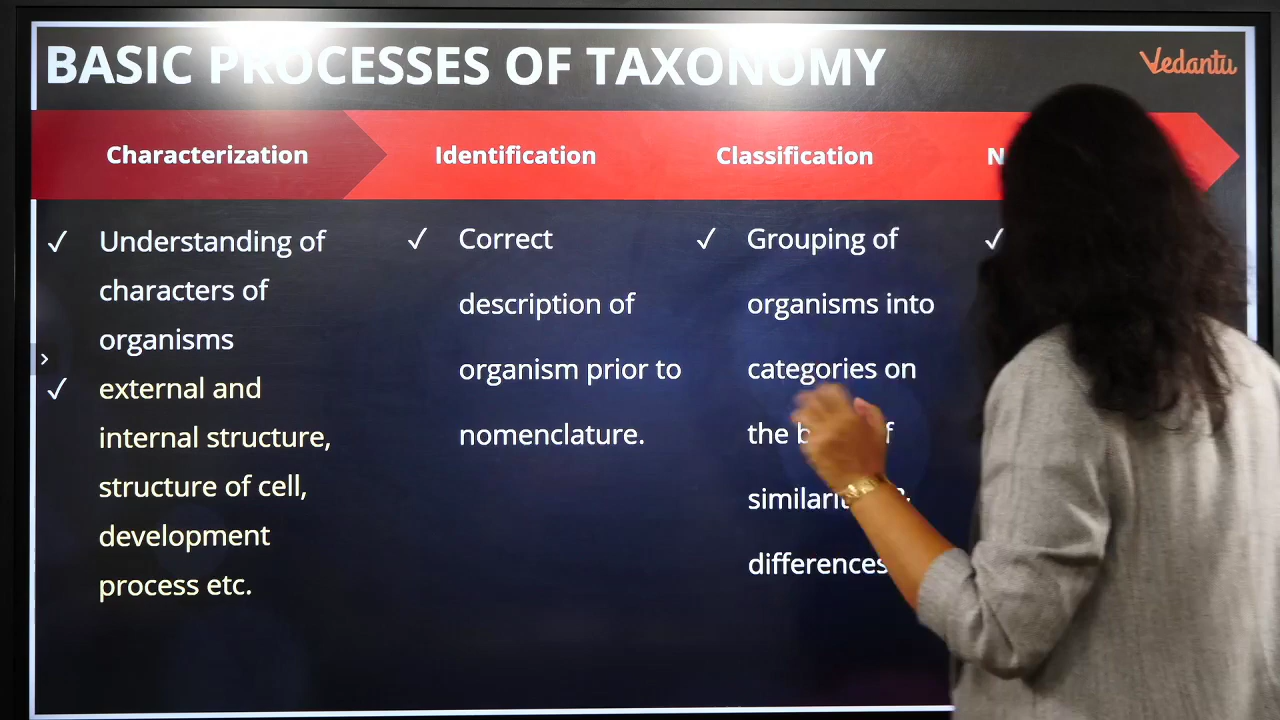 BASIC PROCESSES OF TAXONOMY
Vedantu
Characterization
Identification
Classification
✓ Understanding of
characters of
organisms
✓ external and
internal structure,
structure of cell,
development
process etc.
✓ Correct
description of
organism prior to
nomenclature.
✓ Grouping of
organisms into
categories on
the
differences
✓